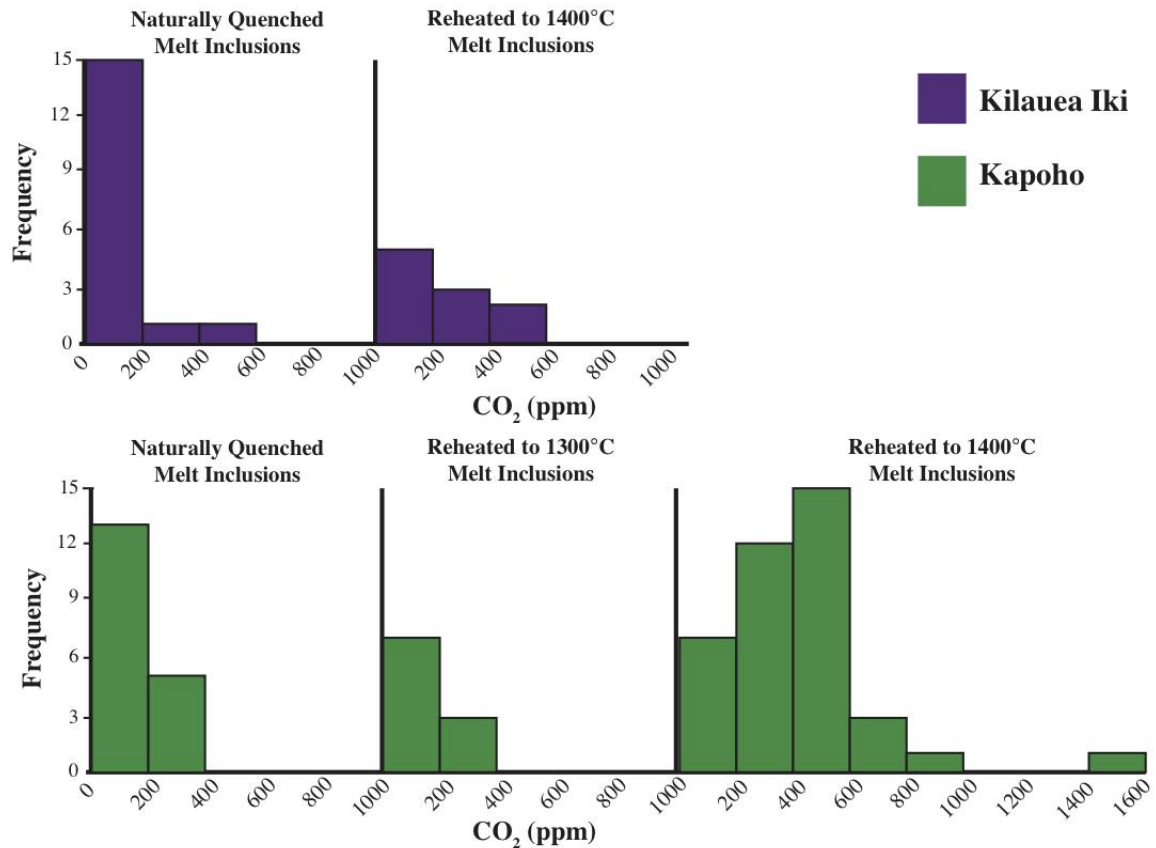 Naturally Quenched
Melt Inclusions
Reheated to 1400°C
Melt Inclusions
Kilauea Iki
Kapoho
Frequency
15
12
9
6
3
0
0 200 400 600 800 1000 200 400 600 800 1000
CO₂ (ppm)
Naturally Quenched
Melt Inclusions
Reheated to 1300°C
Melt Inclusions
Reheated to 1400°C
Melt Inclusions
Frequency
15
12
9
6
3
0
0 200 400 600 800 1000 200 400 600 800 1000 200 400 600 800 1000 1200 1400 1600
CO₂ (ppm)